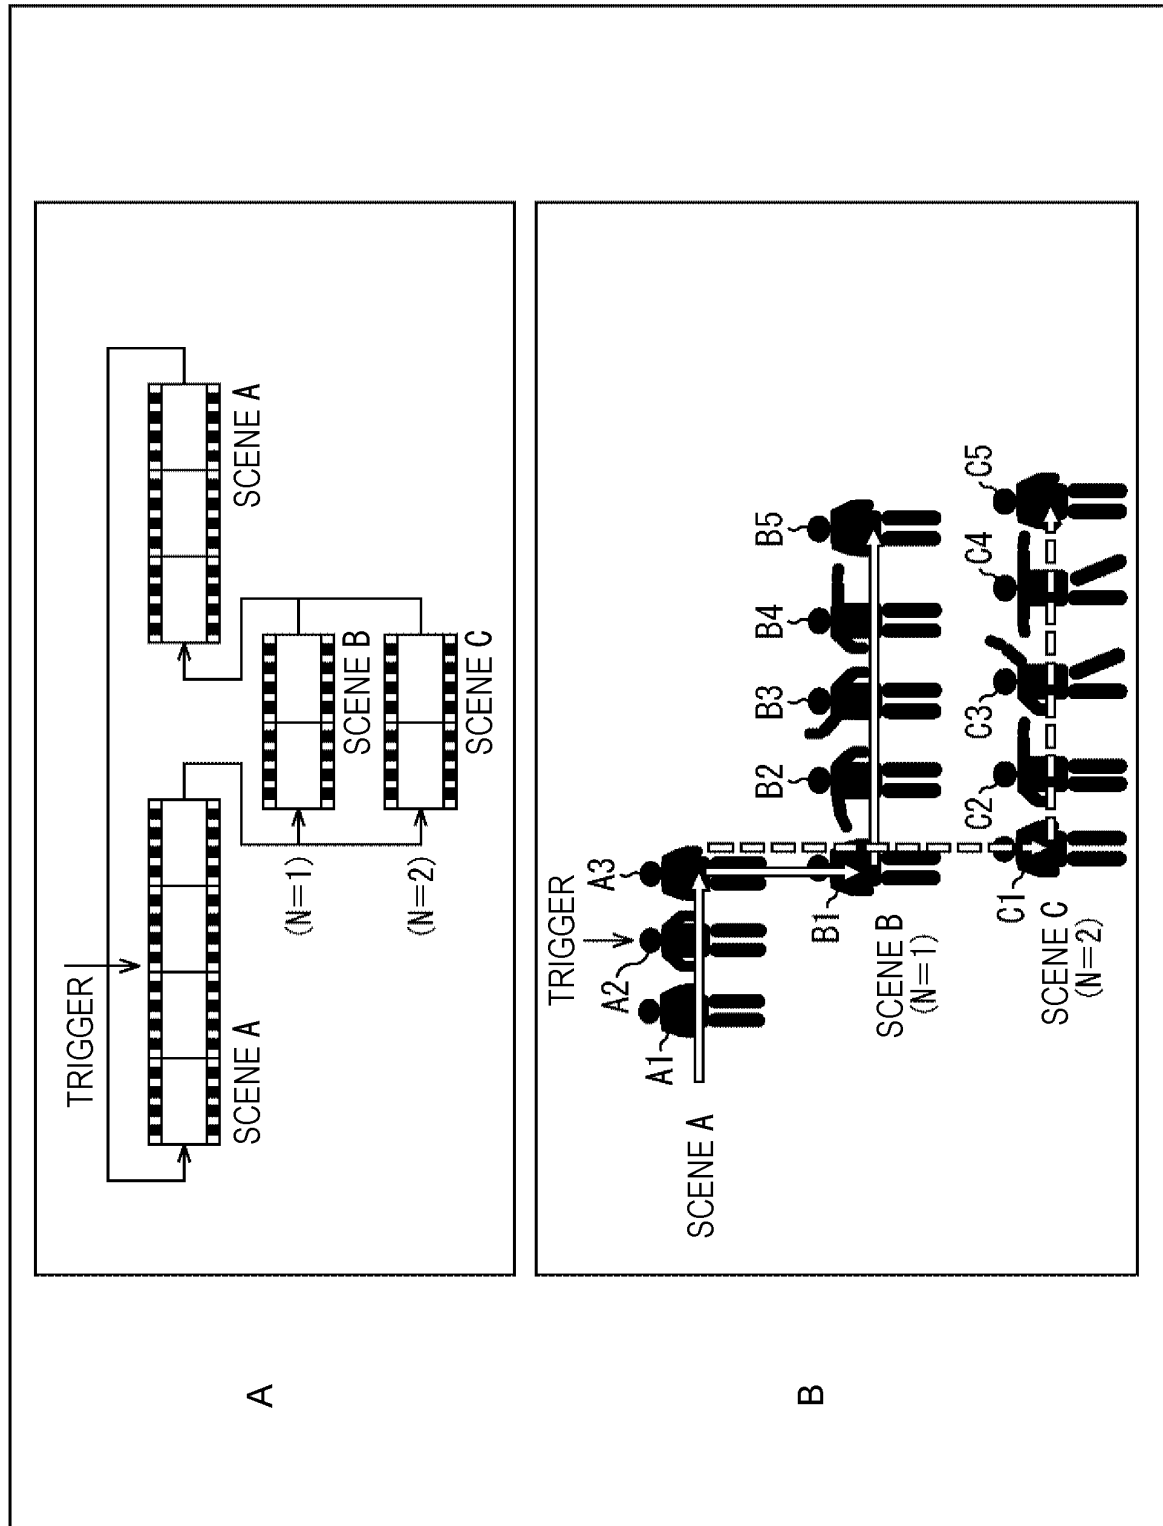 A
TRIGGER
SCENE A
SCENE A
(N=1)
SCENE B
(N=2)
SCENE C
B
TRIGGER
A1 A2 A3
SCENE A
B1 B2 B3 B4 B5
SCENE B
(N=1)
C1 C2 C3 C4 C5
SCENE C
(N=2)